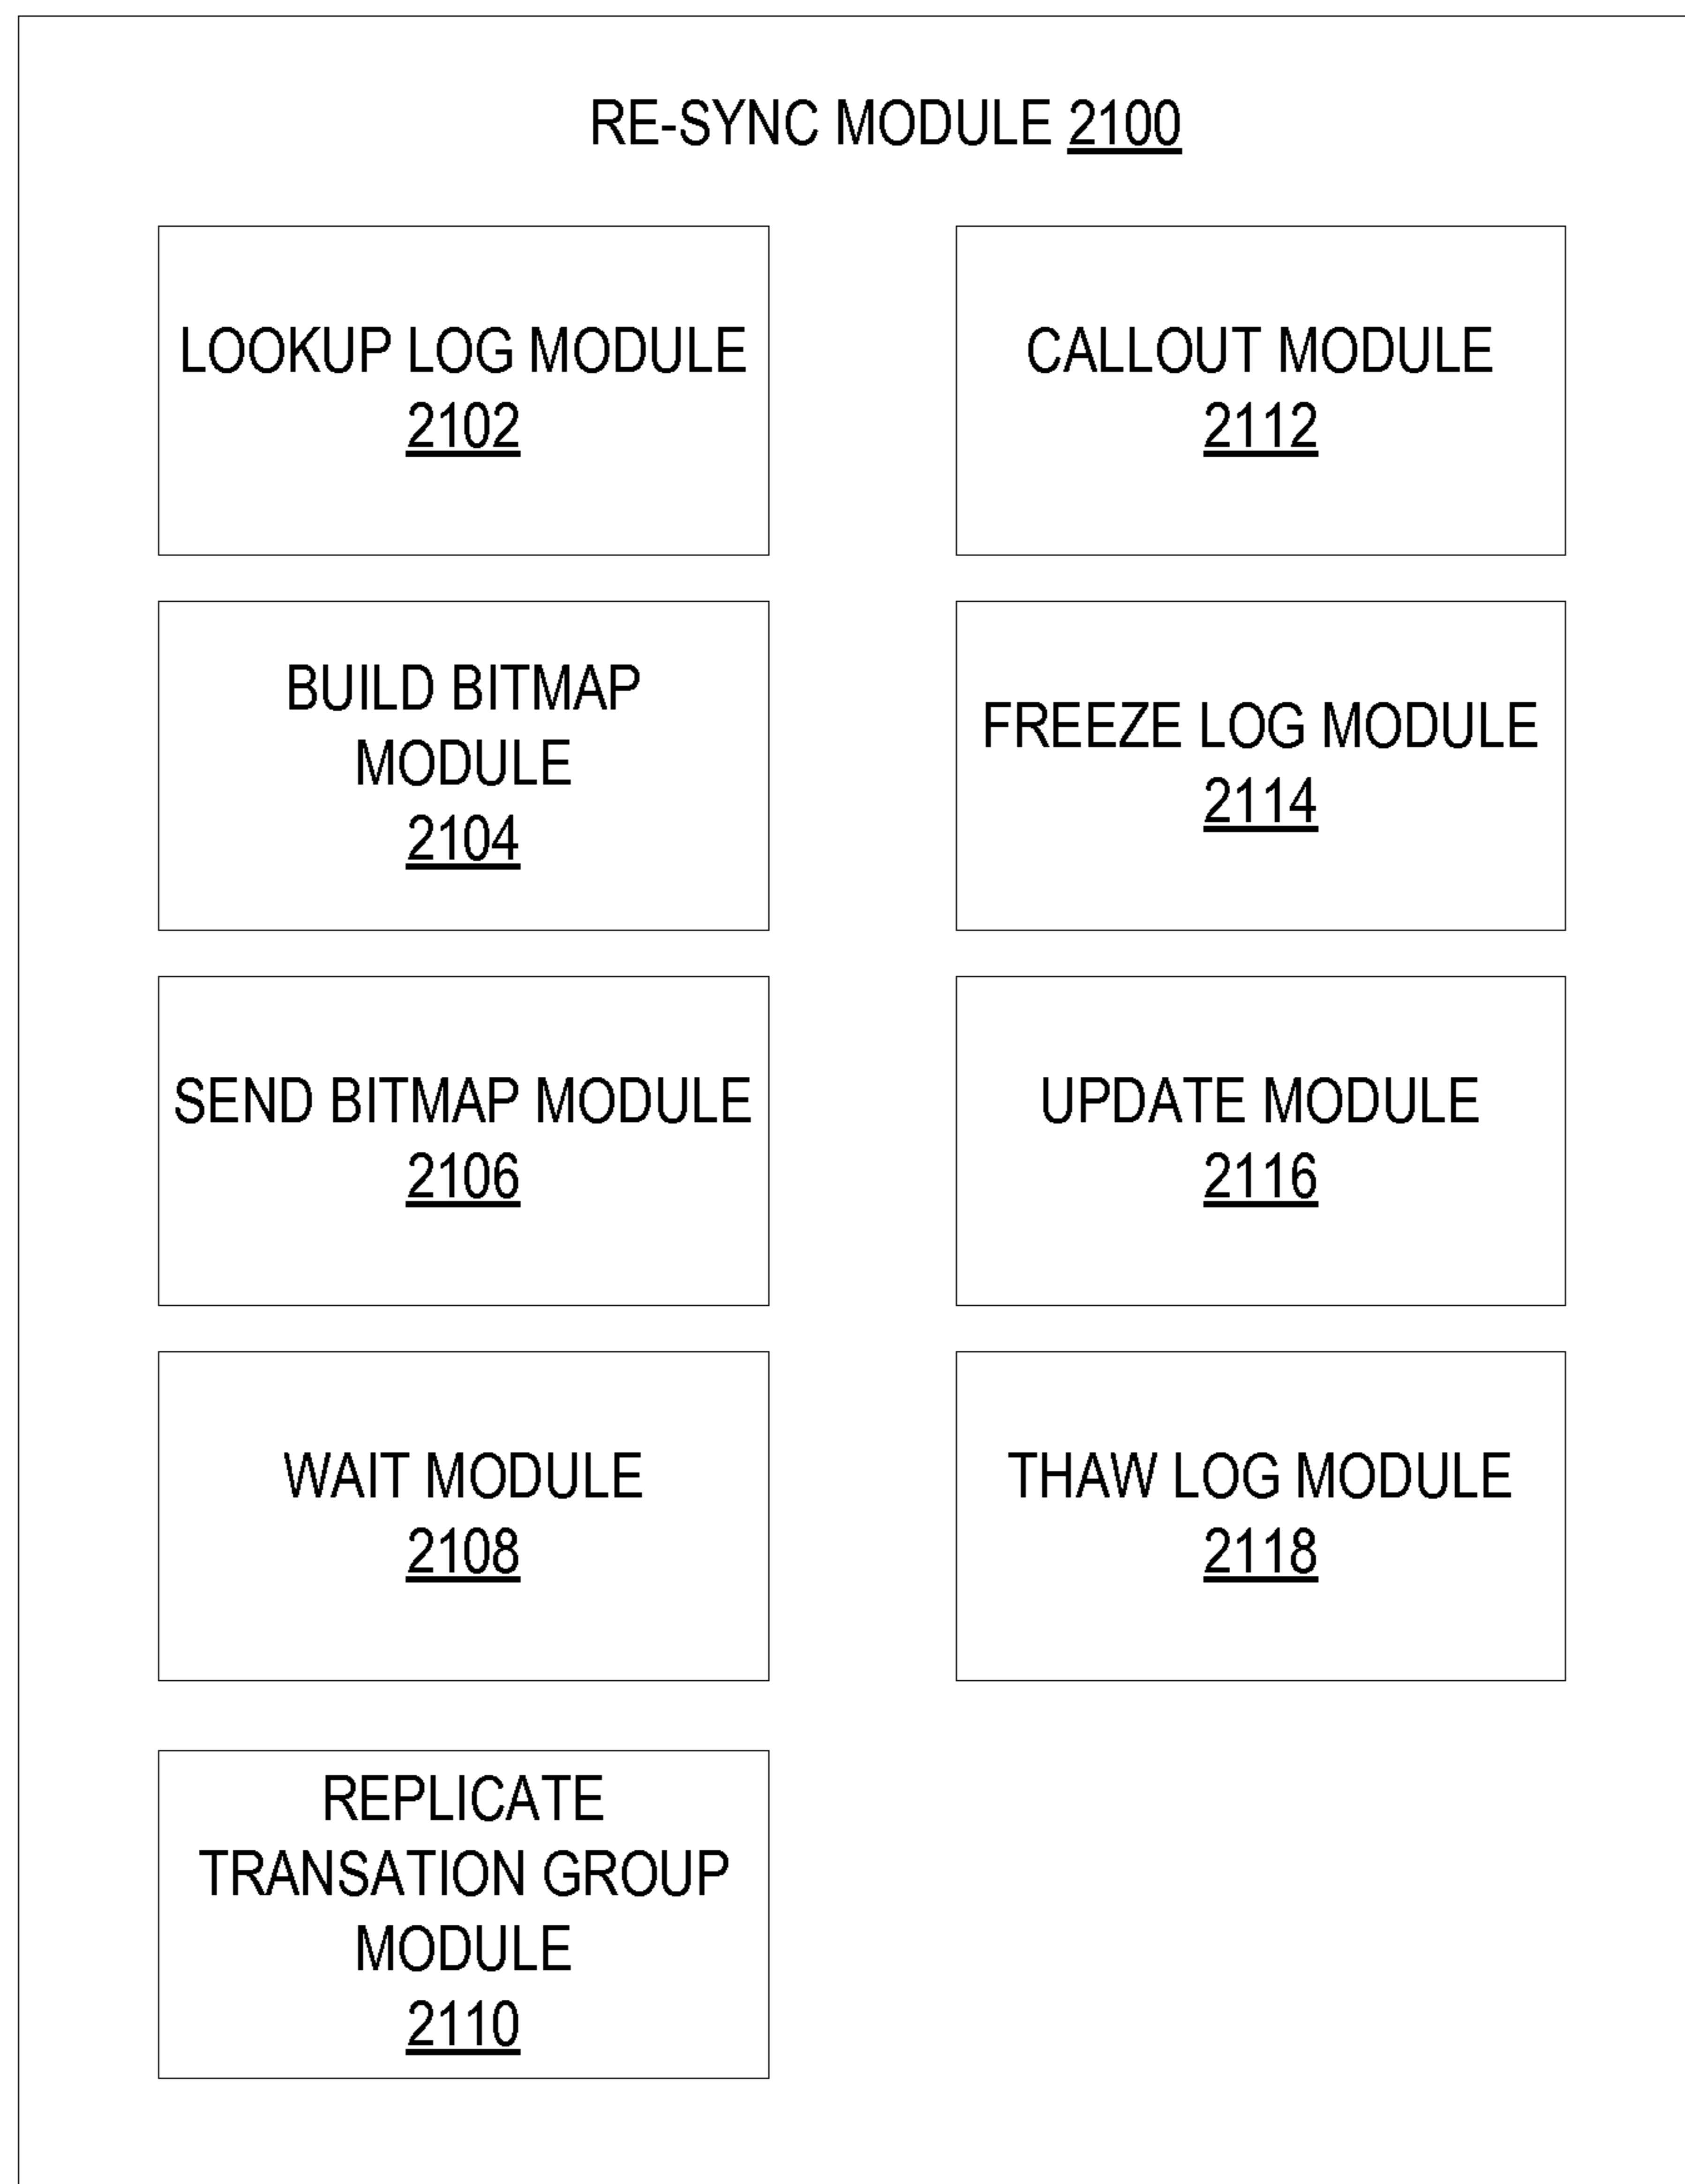 RE-SYNC MODULE 2100
LOOKUP LOG MODULE
2102
BUILD BITMAP
MODULE
2104
SEND BITMAP MODULE
2106
WAIT MODULE
2108
REPLICATE
TRANSATION GROUP
MODULE
2110
CALLOUT MODULE
2112
FREEZE LOG MODULE
2114
UPDATE MODULE
2116
THAW LOG MODULE
2118